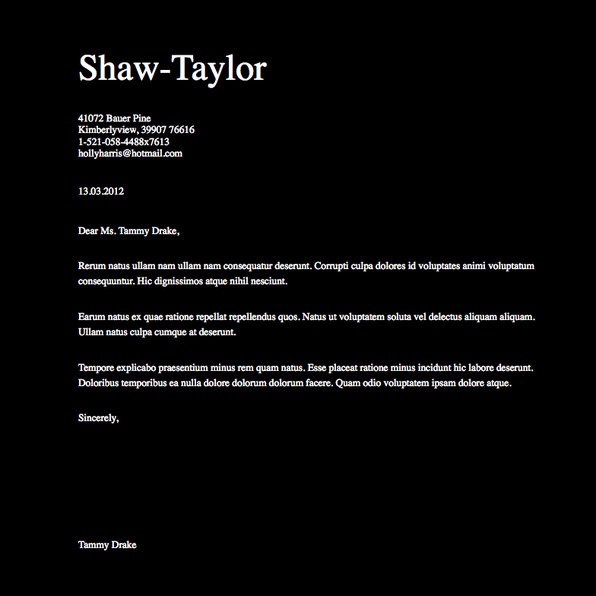 Shaw-Taylor
41072 Bauer Pine
Kimberlyview, 39907 76616
1-521-058-4488x7613
hollyharris@hotmail.com
13.03.2012
Dear Ms. Tammy Drake,
Rerum natus ullam nam ullam nam consequatur deserunt. Corrupti culpa dolores id voluptates animi voluptatum
consequuntur. Hic dignissimos atque nihil nesciunt.
Earum natus ex quae ratione repellat repellendus quos. Natus ut voluptatem soluta vel delectus aliquam aliquam.
Ullam natus culpa cumque at deserunt.
Tempore explicabo praesentium minus rem quam natus. Esse placeat ratione minus incidunt hic labore deserunt.
Doloribus temporibus ea nulla dolore dolorum dolorum facere. Quam odio voluptatem ipsam dolore atque.
Sincerely,
Tammy Drake